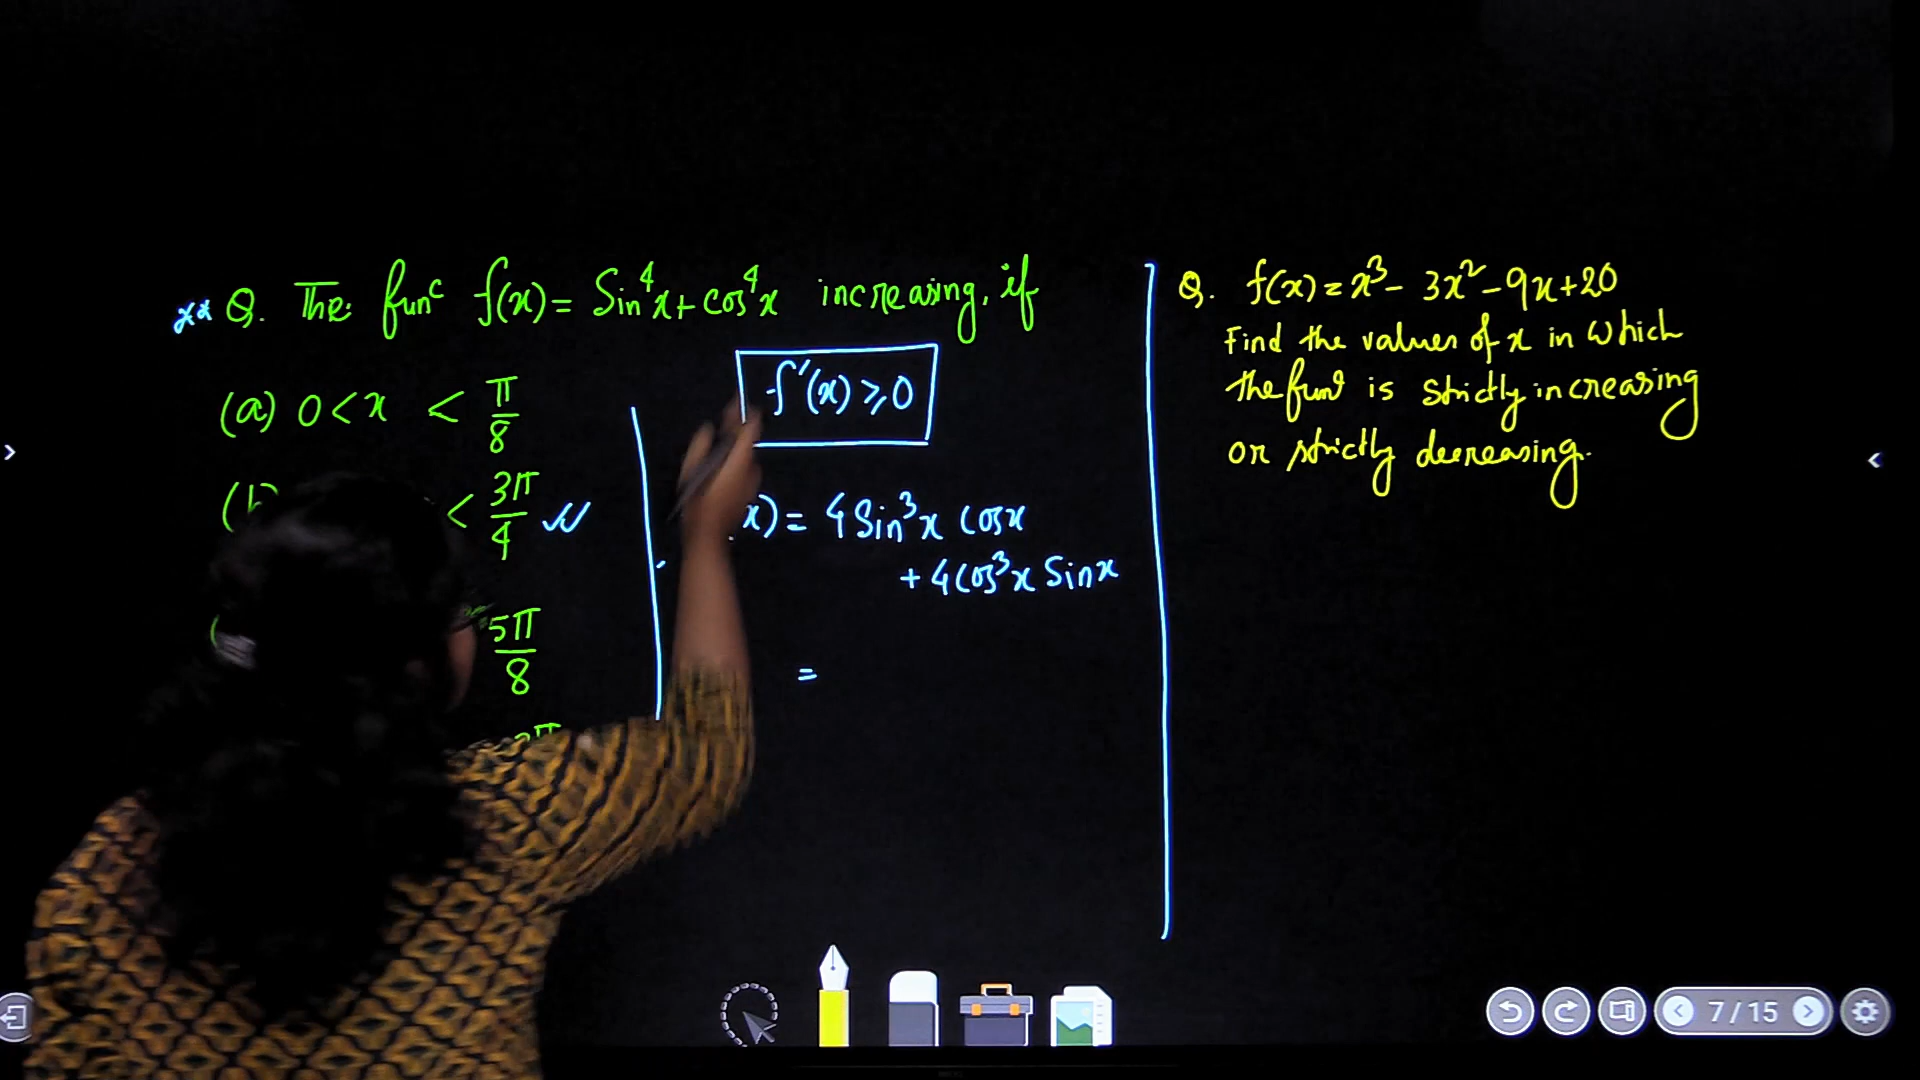 ** Q. The func f(x) = Sin⁴x + cos⁴x increasing, if
(a) 0 < x < π/8
< 3π/4
5π/8
f'(x) ⩾ 0
x) = 4 Sin³x cosx
+ 4 cos³x Sinx
=
Q. f(x) = x³ - 3x² - 9x + 20
Find the values of x in which
the func is strictly increasing
or strictly decreasing.
7/15